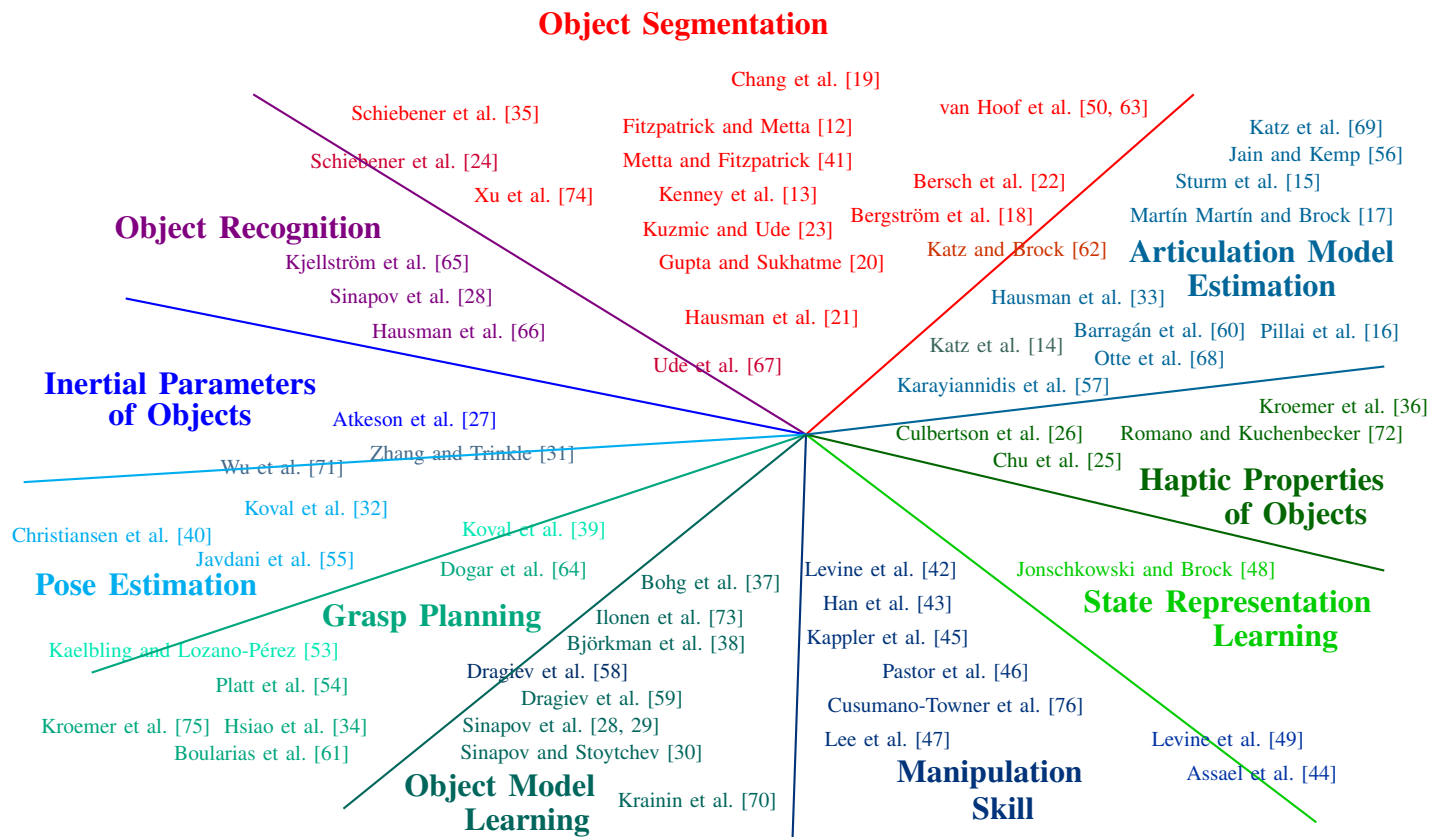 Object Segmentation
Chang et al. [19]
Schiebener et al. [35]
van Hoof et al. [50, 63]
Fitzpatrick and Metta [12]
Schiebener et al. [24]
Metta and Fitzpatrick [41]
Xu et al. [74]
Kenney et al. [13]
Bersch et al. [22]
Bergström et al. [18]
Kuzmic and Ude [23]
Katz and Brock [62]
Gupta and Sukhatme [20]
Hausman et al. [21]
Ude et al. [67]
Katz et al. [69]
Jain and Kemp [56]
Sturm et al. [15]
Martín Martín and Brock [17]
Articulation Model
Estimation
Hausman et al. [33]
Barragán et al. [60]
Pillai et al. [16]
Katz et al. [14]
Otte et al. [68]
Karayiannidis et al. [57]
Object Recognition
Kjellström et al. [65]
Sinapov et al. [28]
Hausman et al. [66]
Inertial Parameters
of Objects
Atkeson et al. [27]
Zhang and Trinkle [31]
Wu et al. [71]
Kroemer et al. [36]
Culbertson et al. [26]
Romano and Kuchenbecker [72]
Chu et al. [25]
Haptic Properties
of Objects
Koval et al. [32]
Christiansen et al. [40]
Javdani et al. [55]
Pose Estimation
Koval et al. [39]
Dogar et al. [64]
Grasp Planning
Kaelbling and Lozano-Pérez [53]
Platt et al. [54]
Kroemer et al. [75]
Hsiao et al. [34]
Boularias et al. [61]
Bohg et al. [37]
Ilonen et al. [73]
Björkman et al. [38]
Dragiev et al. [58]
Dragiev et al. [59]
Sinapov et al. [28, 29]
Sinapov and Stoytchev [30]
Object Model
Learning
Krainin et al. [70]
Levine et al. [42]
Han et al. [43]
Kappler et al. [45]
Pastor et al. [46]
Cusumano-Towner et al. [76]
Lee et al. [47]
Manipulation
Skill
Jonschkowski and Brock [48]
State Representation
Learning
Levine et al. [49]
Assael et al. [44]